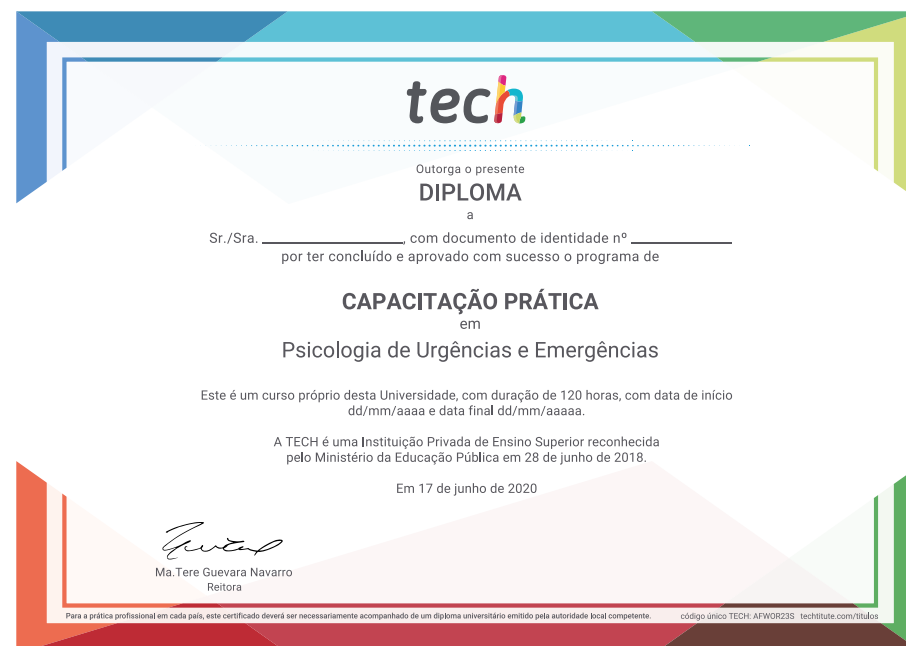 tech
Outorga o presente
DIPLOMA
a
Sr./Sra. __________________, com documento de identidade nº _____________
por ter concluído e aprovado com sucesso o programa de
CAPACITAÇÃO PRÁTICA
em
Psicologia de Urgências e Emergências
Este é um curso próprio desta Universidade, com duração de 120 horas, com data de início
dd/mm/aaaa e data final dd/mm/aaaaa.
A TECH é uma Instituição Privada de Ensino Superior reconhecida
pelo Ministério da Educação Pública em 28 de junho de 2018.
Em 17 de junho de 2020
Ma.Tere Guevara Navarro
Reitora
Para a prática profissional em cada país, este certificado deverá ser necessariamente acompanhado de um diploma universitário emitido pela autoridade local competente. código único TECH: AFWOR23S techtitute.com/titulos